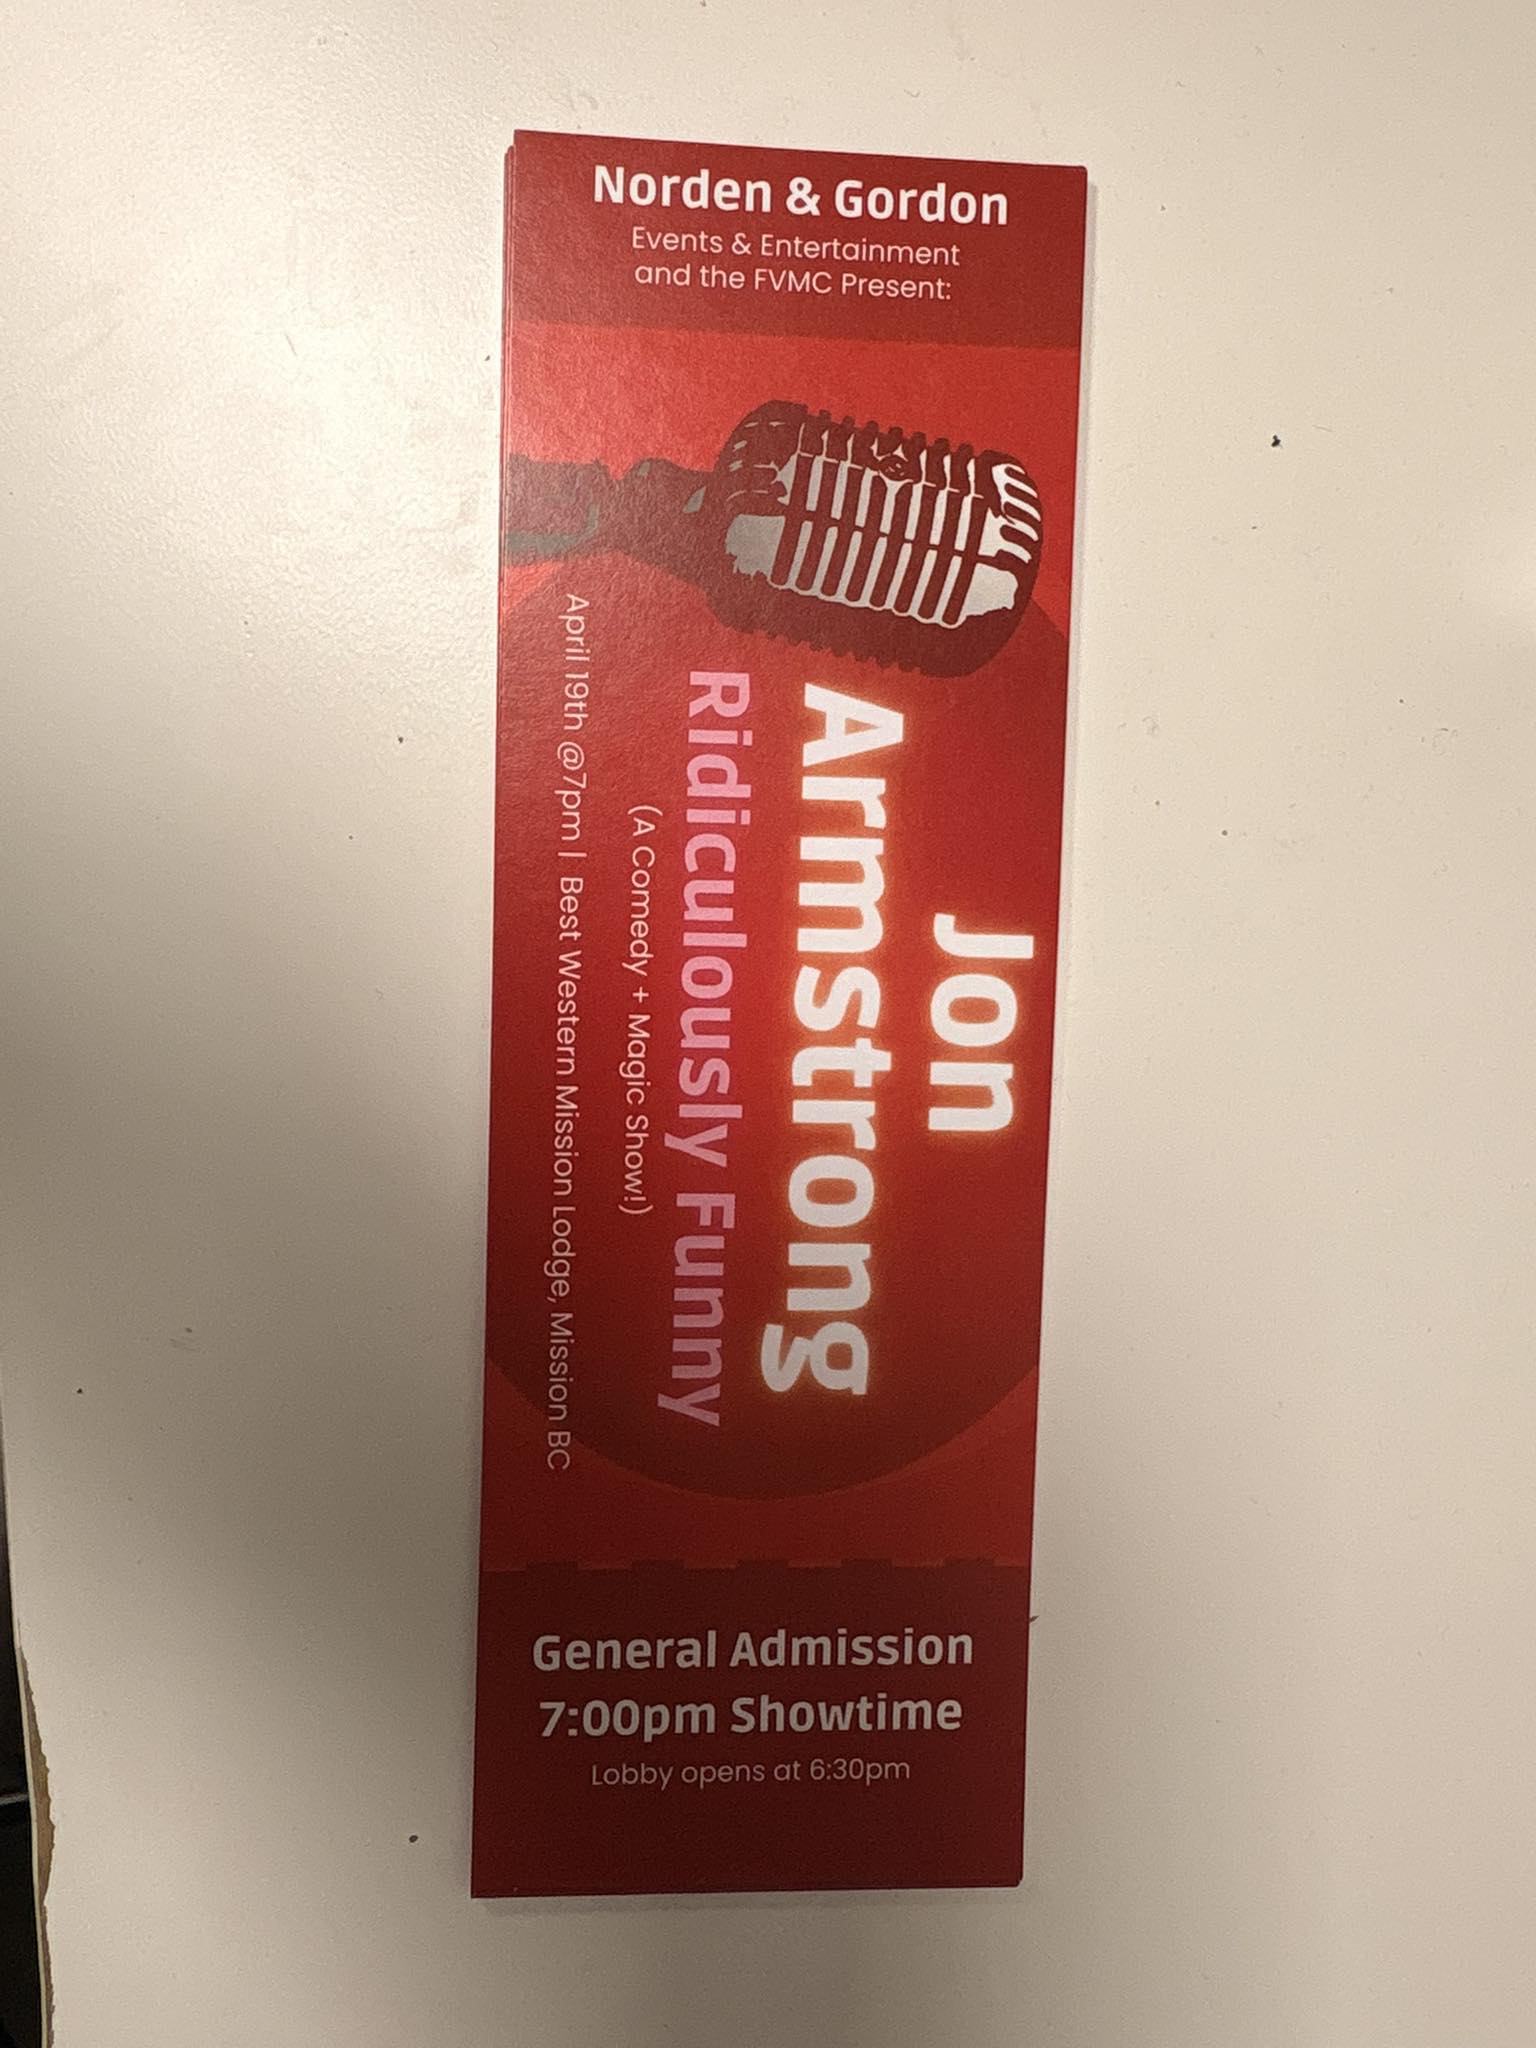 Norden & Gordon
Events & Entertainment
and the FVMC Present:
Jon
Armstrong
Ridiculously Funny
(A Comedy + Magic Show!)
April 19th @7pm | Best Western Mission Lodge, Mission BC
General Admission
7:00pm Showtime
Lobby opens at 6:30pm